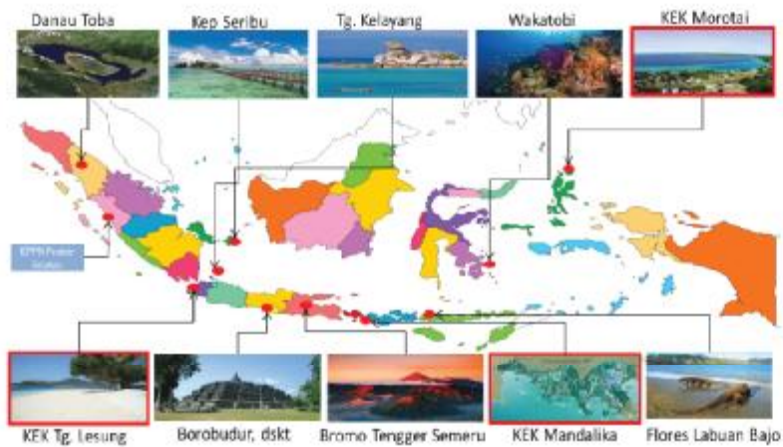 Danau Toba
Kep Seribu
Tg. Kelayang
Wakatobi
KEK Morotai
KEK Tg. Lesung
Borobudur, dskt
Bromo Tengger Semeru
KEK Mandalika
Flores Labuan Bajo